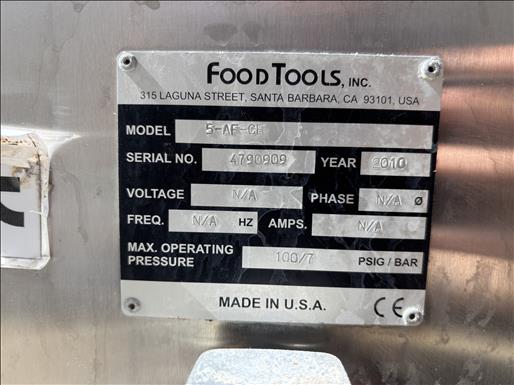 FOODTOOLS, INC.
315 LAGUNA STREET, SANTA BARBARA, CA 93101, USA
MODEL 5-AF-CE
SERIAL NO. 4790909 YEAR 2010
VOLTAGE N/A PHASE N/A Ø
FREQ. N/A HZ AMPS. N/A
MAX. OPERATING PRESSURE 100/7 PSIG / BAR
MADE IN U.S.A. CE